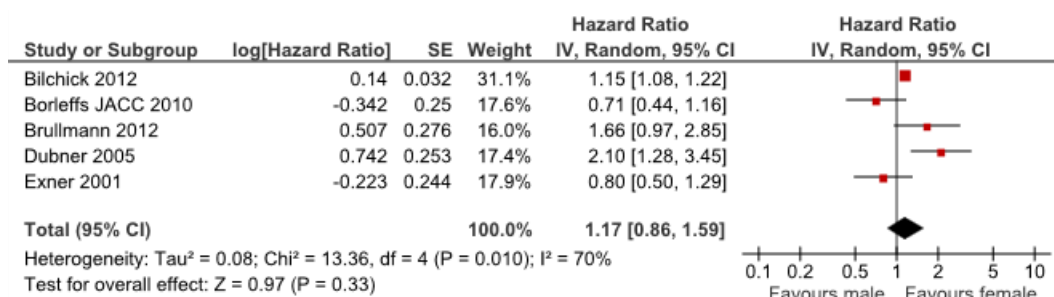 Hazard Ratio Hazard Ratio
Study or Subgroup log[Hazard Ratio] SE Weight IV, Random, 95% CI IV, Random, 95% CI
Bilchick 2012 0.14 0.032 31.1% 1.15 [1.08, 1.22]
Borleffs JACC 2010 -0.342 0.25 17.6% 0.71 [0.44, 1.16]
Brullmann 2012 0.507 0.276 16.0% 1.66 [0.97, 2.85]
Dubner 2005 0.742 0.253 17.4% 2.10 [1.28, 3.45]
Exner 2001 -0.223 0.244 17.9% 0.80 [0.50, 1.29]
Total (95% CI) 100.0% 1.17 [0.86, 1.59]
Heterogeneity: Tau² = 0.08; Chi² = 13.36, df = 4 (P = 0.010); I² = 70%
Test for overall effect: Z = 0.97 (P = 0.33)
0.1 0.2 0.5 1 2 5 10
Favours male Favours female